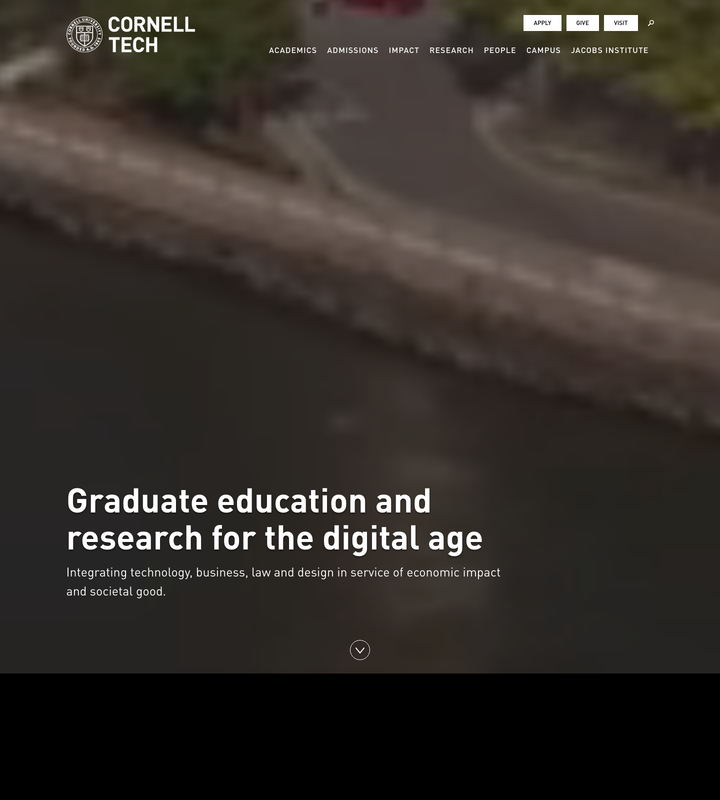 CORNELL
TECH
APPLY GIVE VISIT
ACADEMICS ADMISSIONS IMPACT RESEARCH PEOPLE CAMPUS JACOBS INSTITUTE
Graduate education and
research for the digital age
Integrating technology, business, law and design in service of economic impact
and societal good.